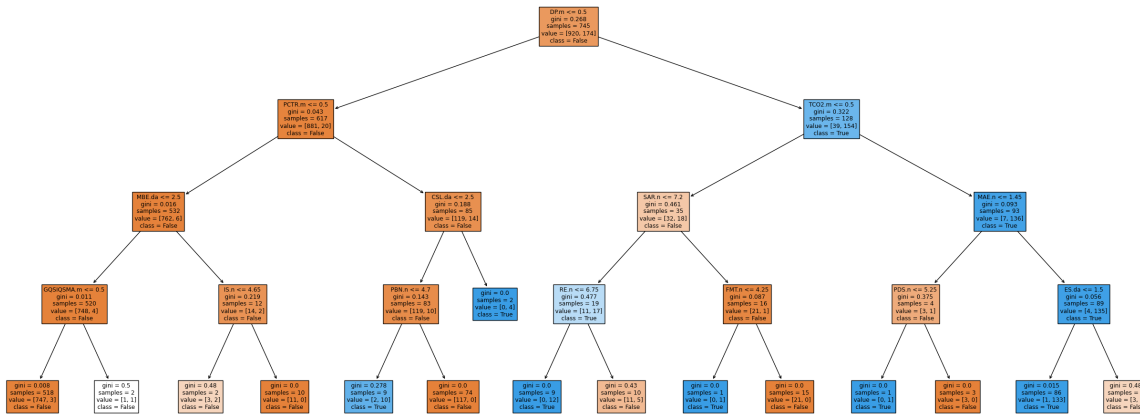 DP.m <= 0.5
gini = 0.268
samples = 745
value = [920, 174]
class = False
PCTR.m <= 0.5
gini = 0.043
samples = 617
value = [881, 20]
class = False
TCO2.m <= 0.5
gini = 0.322
samples = 128
value = [39, 154]
class = True
MBE.da <= 2.5
gini = 0.016
samples = 532
value = [762, 6]
class = False
CSL.da <= 2.5
gini = 0.188
samples = 85
value = [119, 14]
class = False
SAR.n <= 7.2
gini = 0.461
samples = 35
value = [32, 18]
class = False
MAE.n <= 1.45
gini = 0.093
samples = 93
value = [7, 136]
class = True
GQSIQSMA.m <= 0.5
gini = 0.011
samples = 520
value = [748, 4]
class = False
IS.n <= 4.65
gini = 0.219
samples = 12
value = [14, 2]
class = False
PBN.n <= 4.7
gini = 0.143
samples = 83
value = [119, 10]
class = False
gini = 0.0
samples = 2
value = [0, 4]
class = True
RE.n <= 6.75
gini = 0.477
samples = 19
value = [11, 17]
class = True
FMT.n <= 4.25
gini = 0.087
samples = 16
value = [21, 1]
class = False
PDS.n <= 5.25
gini = 0.375
samples = 4
value = [3, 1]
class = False
ES.da <= 1.5
gini = 0.056
samples = 89
value = [4, 135]
class = True
gini = 0.008
samples = 518
value = [747, 3]
class = False
gini = 0.5
samples = 2
value = [1, 1]
class = False
gini = 0.48
samples = 2
value = [3, 2]
class = False
gini = 0.0
samples = 10
value = [11, 0]
class = False
gini = 0.278
samples = 9
value = [2, 10]
class = True
gini = 0.0
samples = 74
value = [117, 0]
class = False
gini = 0.0
samples = 9
value = [0, 12]
class = True
gini = 0.43
samples = 10
value = [11, 5]
class = False
gini = 0.0
samples = 1
value = [0, 1]
class = True
gini = 0.0
samples = 15
value = [21, 0]
class = False
gini = 0.0
samples = 1
value = [0, 1]
class = True
gini = 0.0
samples = 3
value = [3, 0]
class = False
gini = 0.015
samples = 86
value = [1, 133]
class = True
gini = 0.48
samples =
value = [3,
class =